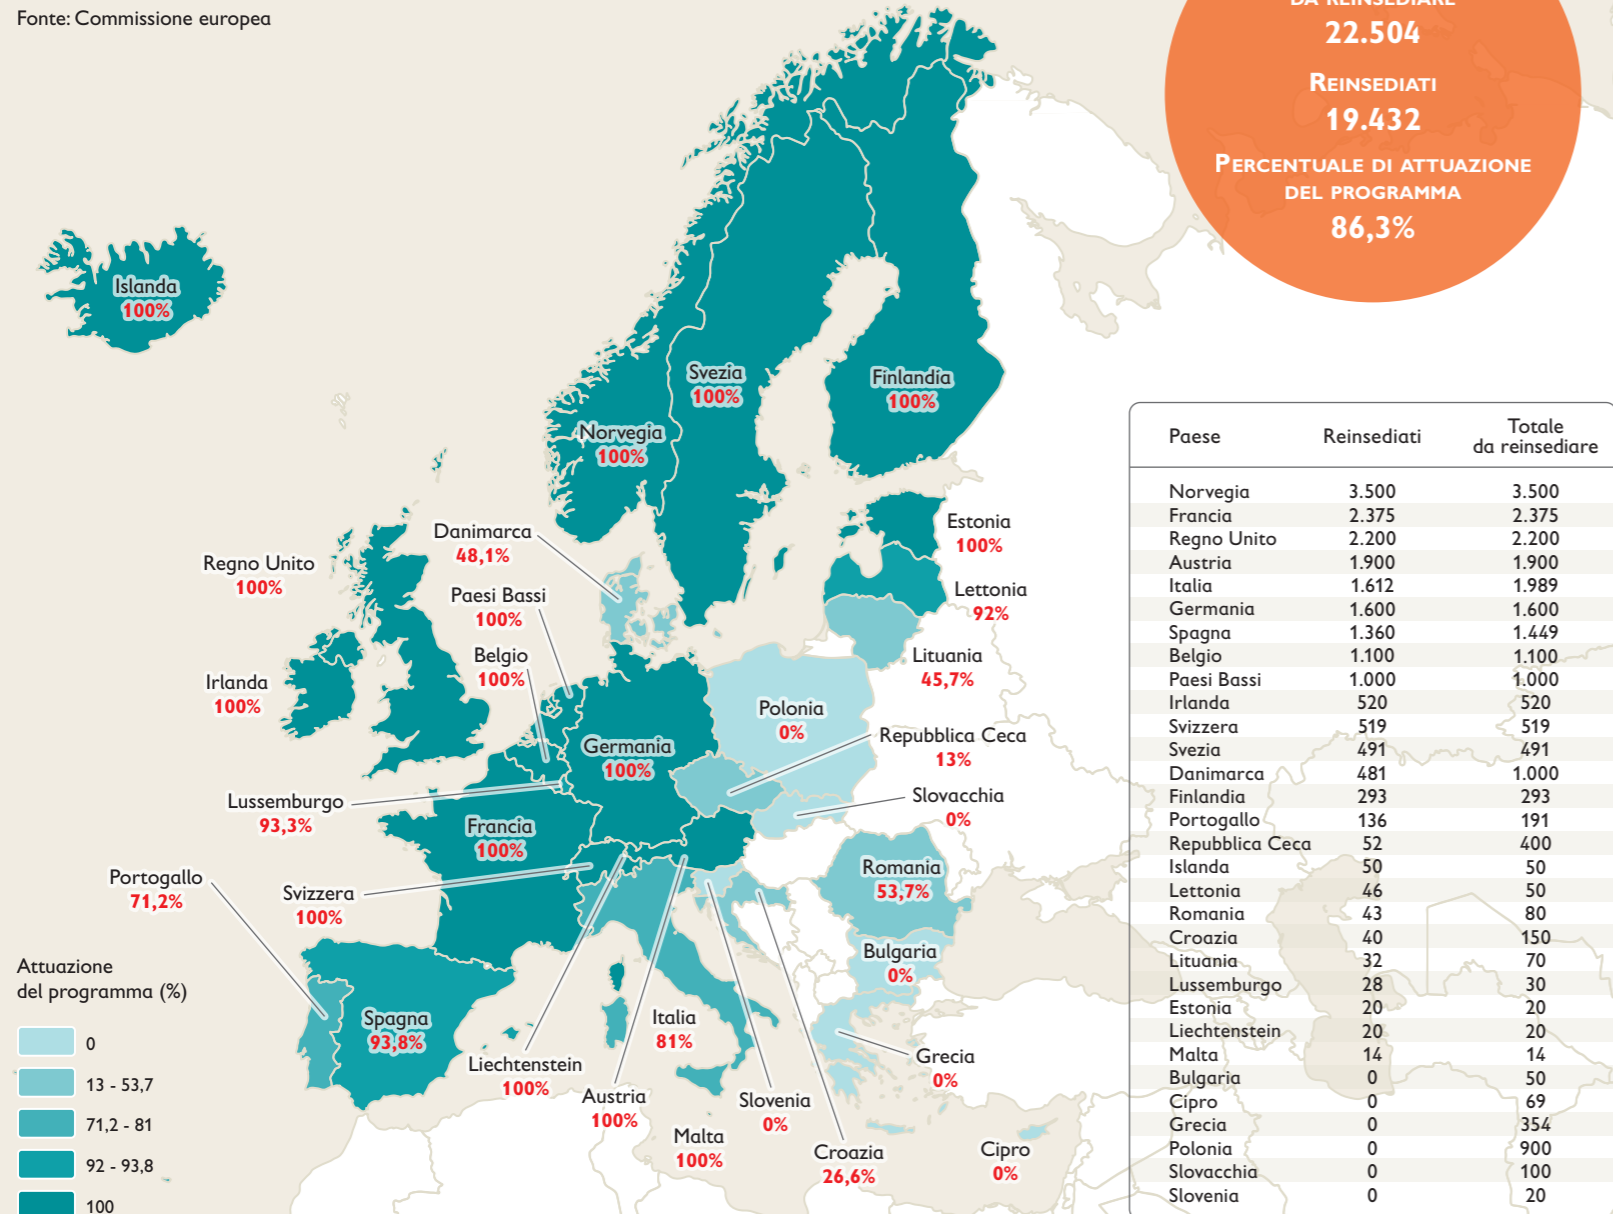 Fonte: Commissione europea
DA REINSEDIARE
22.504
REINSEDIATI
19.432
PERCENTUALE DI ATTUAZIONE
DEL PROGRAMMA
86,3%
Islanda
100%
Svezia
100%
Finlandia
100%
Norvegia
100%
Danimarca
48,1%
Estonia
100%
Regno Unito
100%
Paesi Bassi
100%
Lettonia
92%
Belgio
100%
Lituania
45,7%
Irlanda
100%
Polonia
0%
Repubblica Ceca
13%
Germania
100%
Slovacchia
0%
Lussemburgo
93,3%
Francia
100%
Romania
53,7%
Portogallo
71,2%
Svizzera
100%
Bulgaria
0%
Spagna
93,8%
Italia
81%
Liechtenstein
100%
Grecia
0%
Austria
100%
Slovenia
0%
Malta
100%
Croazia
26,6%
Cipro
0%
Attuazione
del programma (%)
0
13 - 53,7
71,2 - 81
92 - 93,8
100
Paese Reinsediati Totale
da reinsediare
Norvegia 3.500 3.500
Francia 2.375 2.375
Regno Unito 2.200 2.200
Austria 1.900 1.900
Italia 1.612 1.989
Germania 1.600 1.600
Spagna 1.360 1.449
Belgio 1.100 1.100
Paesi Bassi 1.000 1.000
Irlanda 520 520
Svizzera 519 519
Svezia 491 491
Danimarca 481 1.000
Finlandia 293 293
Portogallo 136 191
Repubblica Ceca 52 400
Islanda 50 50
Lettonia 46 50
Romania 43 80
Croazia 40 150
Lituania 32 70
Lussemburgo 28 30
Estonia 20 20
Liechtenstein 20 20
Malta 14 14
Bulgaria 0 50
Cipro 0 69
Grecia 0 354
Polonia 0 900
Slovacchia 0 100
Slovenia 0 20